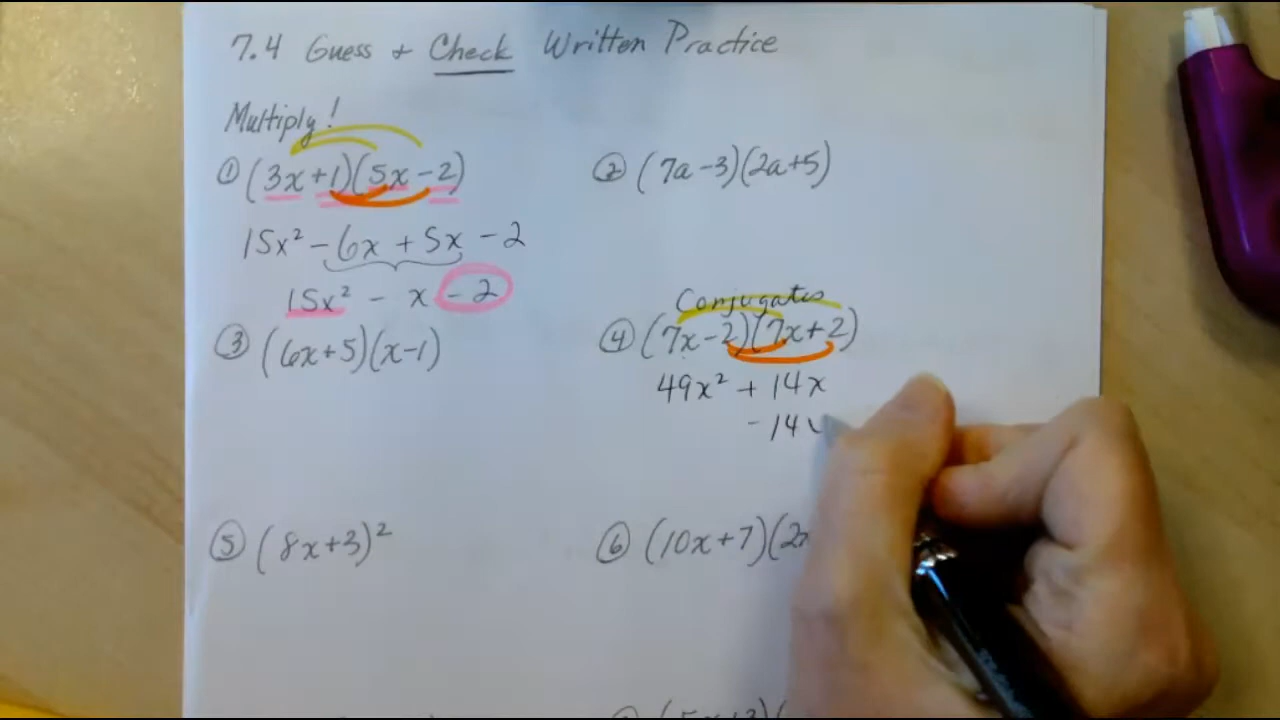 7.4 Guess + Check Written Practice
Multiply!
① (3x+1)(5x-2)
15x² - 6x + 5x - 2
15x² - x - 2
② (7a-3)(2a+5)
③ (6x+5)(x-1)
Conjugates
④ (7x-2)(7x+2)
49x² + 14x
- 14
⑤ (8x+3)²
⑥ (10x+7)(2